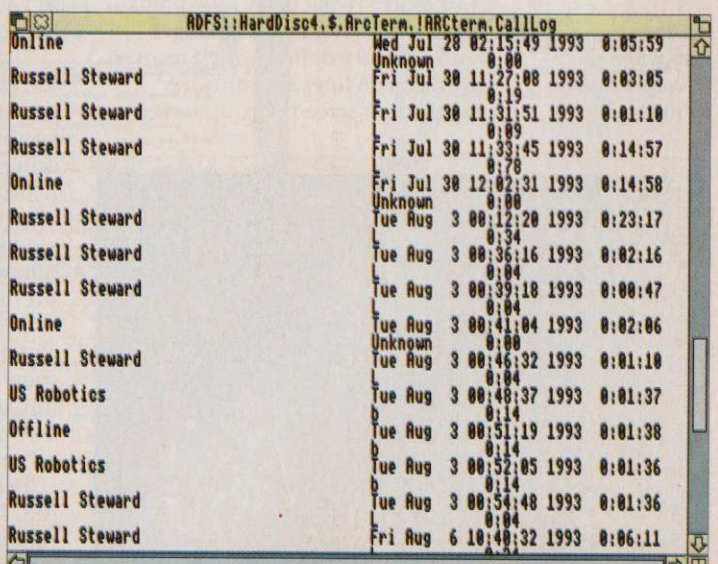 ADFS::HardDisc4.$.ArcTerm.!ARCterm.CallLog
Online Wed Jul 28 02:15:49 1993 0:05:59
Unknown 0:00
Russell Steward Fri Jul 30 11:27:08 1993 0:03:05
L 0:19
Russell Steward Fri Jul 30 11:31:51 1993 0:01:10
L 0:09
Russell Steward Fri Jul 30 11:33:45 1993 0:14:57
L 0:78
Online Fri Jul 30 12:02:31 1993 0:14:58
Unknown 0:00
Russell Steward Tue Aug 3 00:12:20 1993 0:23:17
L 0:34
Russell Steward Tue Aug 3 00:36:16 1993 0:02:16
L 0:04
Russell Steward Tue Aug 3 00:39:18 1993 0:00:47
L 0:04
Online Tue Aug 3 00:41:04 1993 0:02:06
Unknown 0:00
Russell Steward Tue Aug 3 00:46:32 1993 0:01:10
L 0:04
US Robotics Tue Aug 3 00:48:37 1993 0:01:37
b 0:14
Offline Tue Aug 3 00:51:19 1993 0:01:38
b 0:14
US Robotics Tue Aug 3 00:52:05 1993 0:01:36
b 0:14
Russell Steward Tue Aug 3 00:54:48 1993 0:01:36
L 0:04
Russell Steward Fri Aug 6 10:40:32 1993 0:06:11